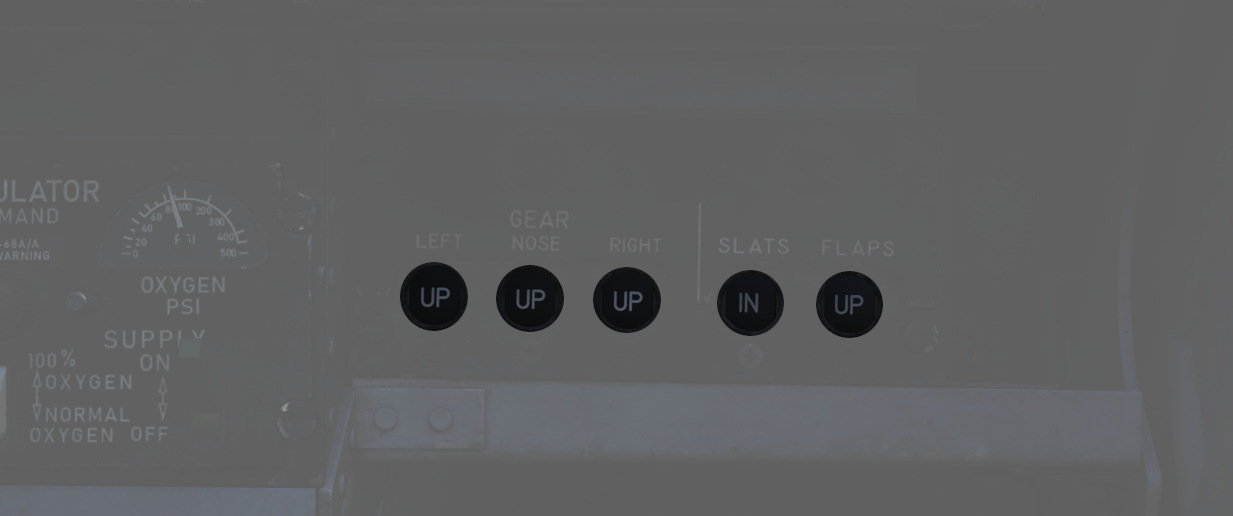 ULATOR
MAND
-68A/A
WARNING
0 20 40 60 80 100 200 300 400 500
PSI
OXYGEN
PSI
SUPPLY
100% ON
OXYGEN
NORMAL
OXYGEN OFF
GEAR
LEFT NOSE RIGHT
SLATS FLAPS
UP UP UP IN UP